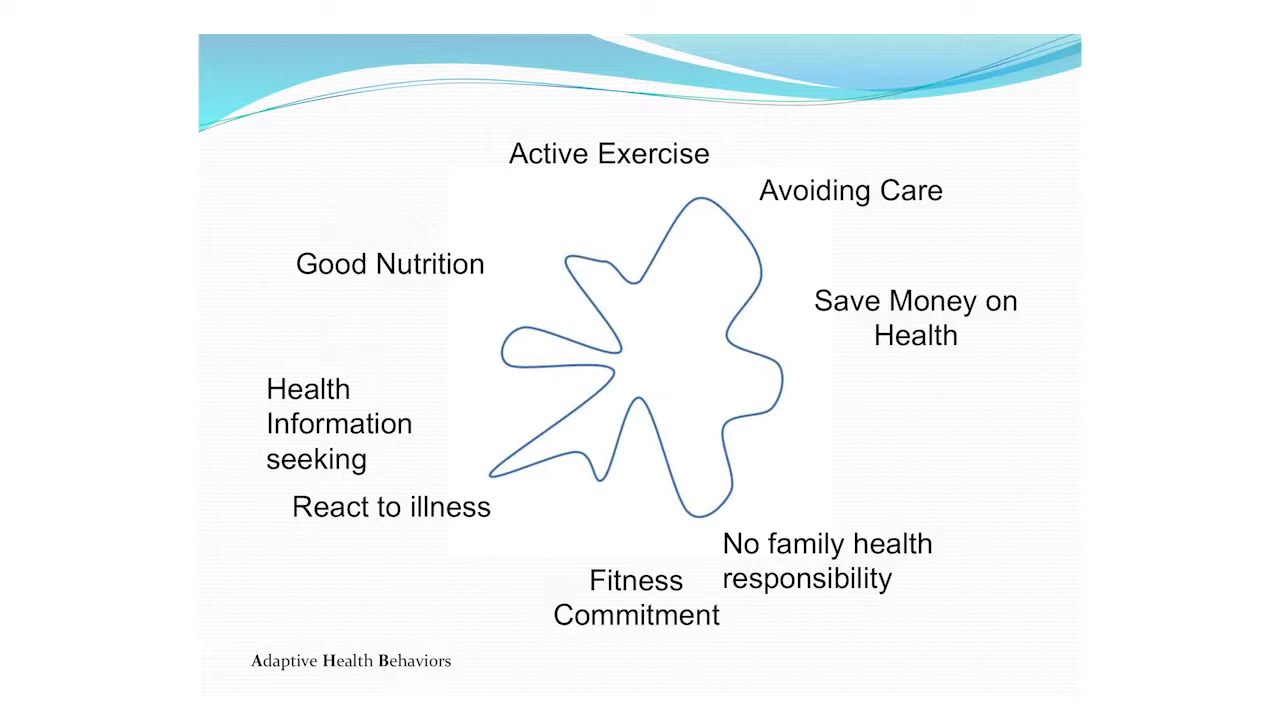 Active Exercise
Avoiding Care
Good Nutrition
Save Money on
Health
Health
Information
seeking
React to illness
No family health
responsibility
Fitness
Commitment
Adaptive Health Behaviors